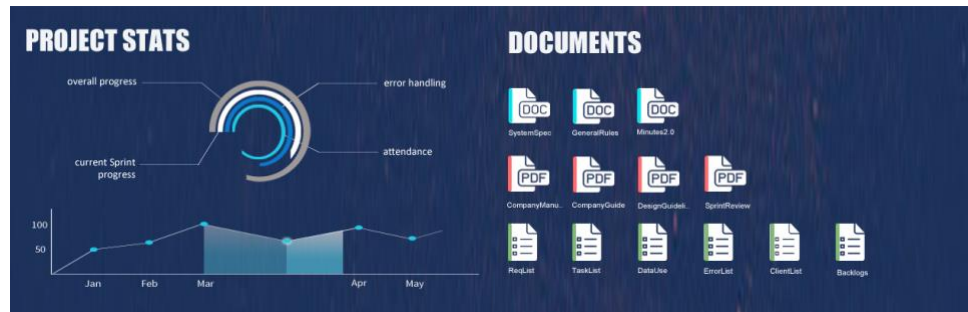 PROJECT STATS
overall progress
error handling
current Sprint
progress
attendance
100
50
Jan Feb Mar Apr May
DOCUMENTS
DOC DOC DOC
SystemSpec GeneralRules Minutes2.0
PDF PDF PDF PDF
CompanyManu.. CompanyGuide DesignGuideli.. SprintReview
ReqList TaskList DataUse ErrorList ClientList Backlogs